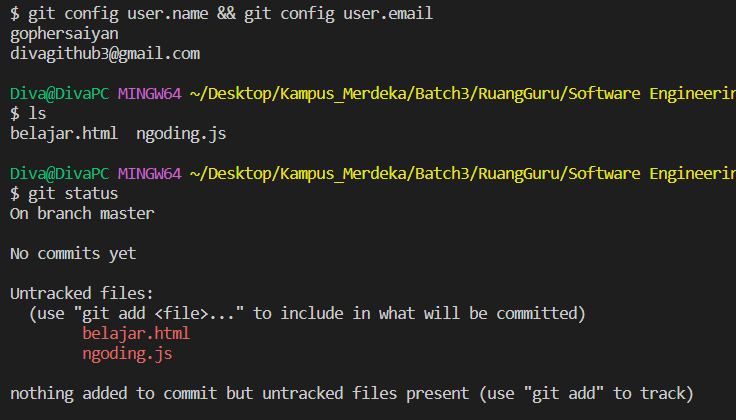 $ git config user.name && git config user.email
gophersaiyan
divagithub3@gmail.com
Diva@DivaPC MINGW64 ~/Desktop/Kampus_Merdeka/Batch3/RuangGuru/Software Engineerin
$ ls
belajar.html  ngoding.js
Diva@DivaPC MINGW64 ~/Desktop/Kampus_Merdeka/Batch3/RuangGuru/Software Engineerin
$ git status
On branch master
No commits yet
Untracked files:
(use "git add <file>..." to include in what will be committed)
belajar.html
ngoding.js
nothing added to commit but untracked files present (use "git add" to track)